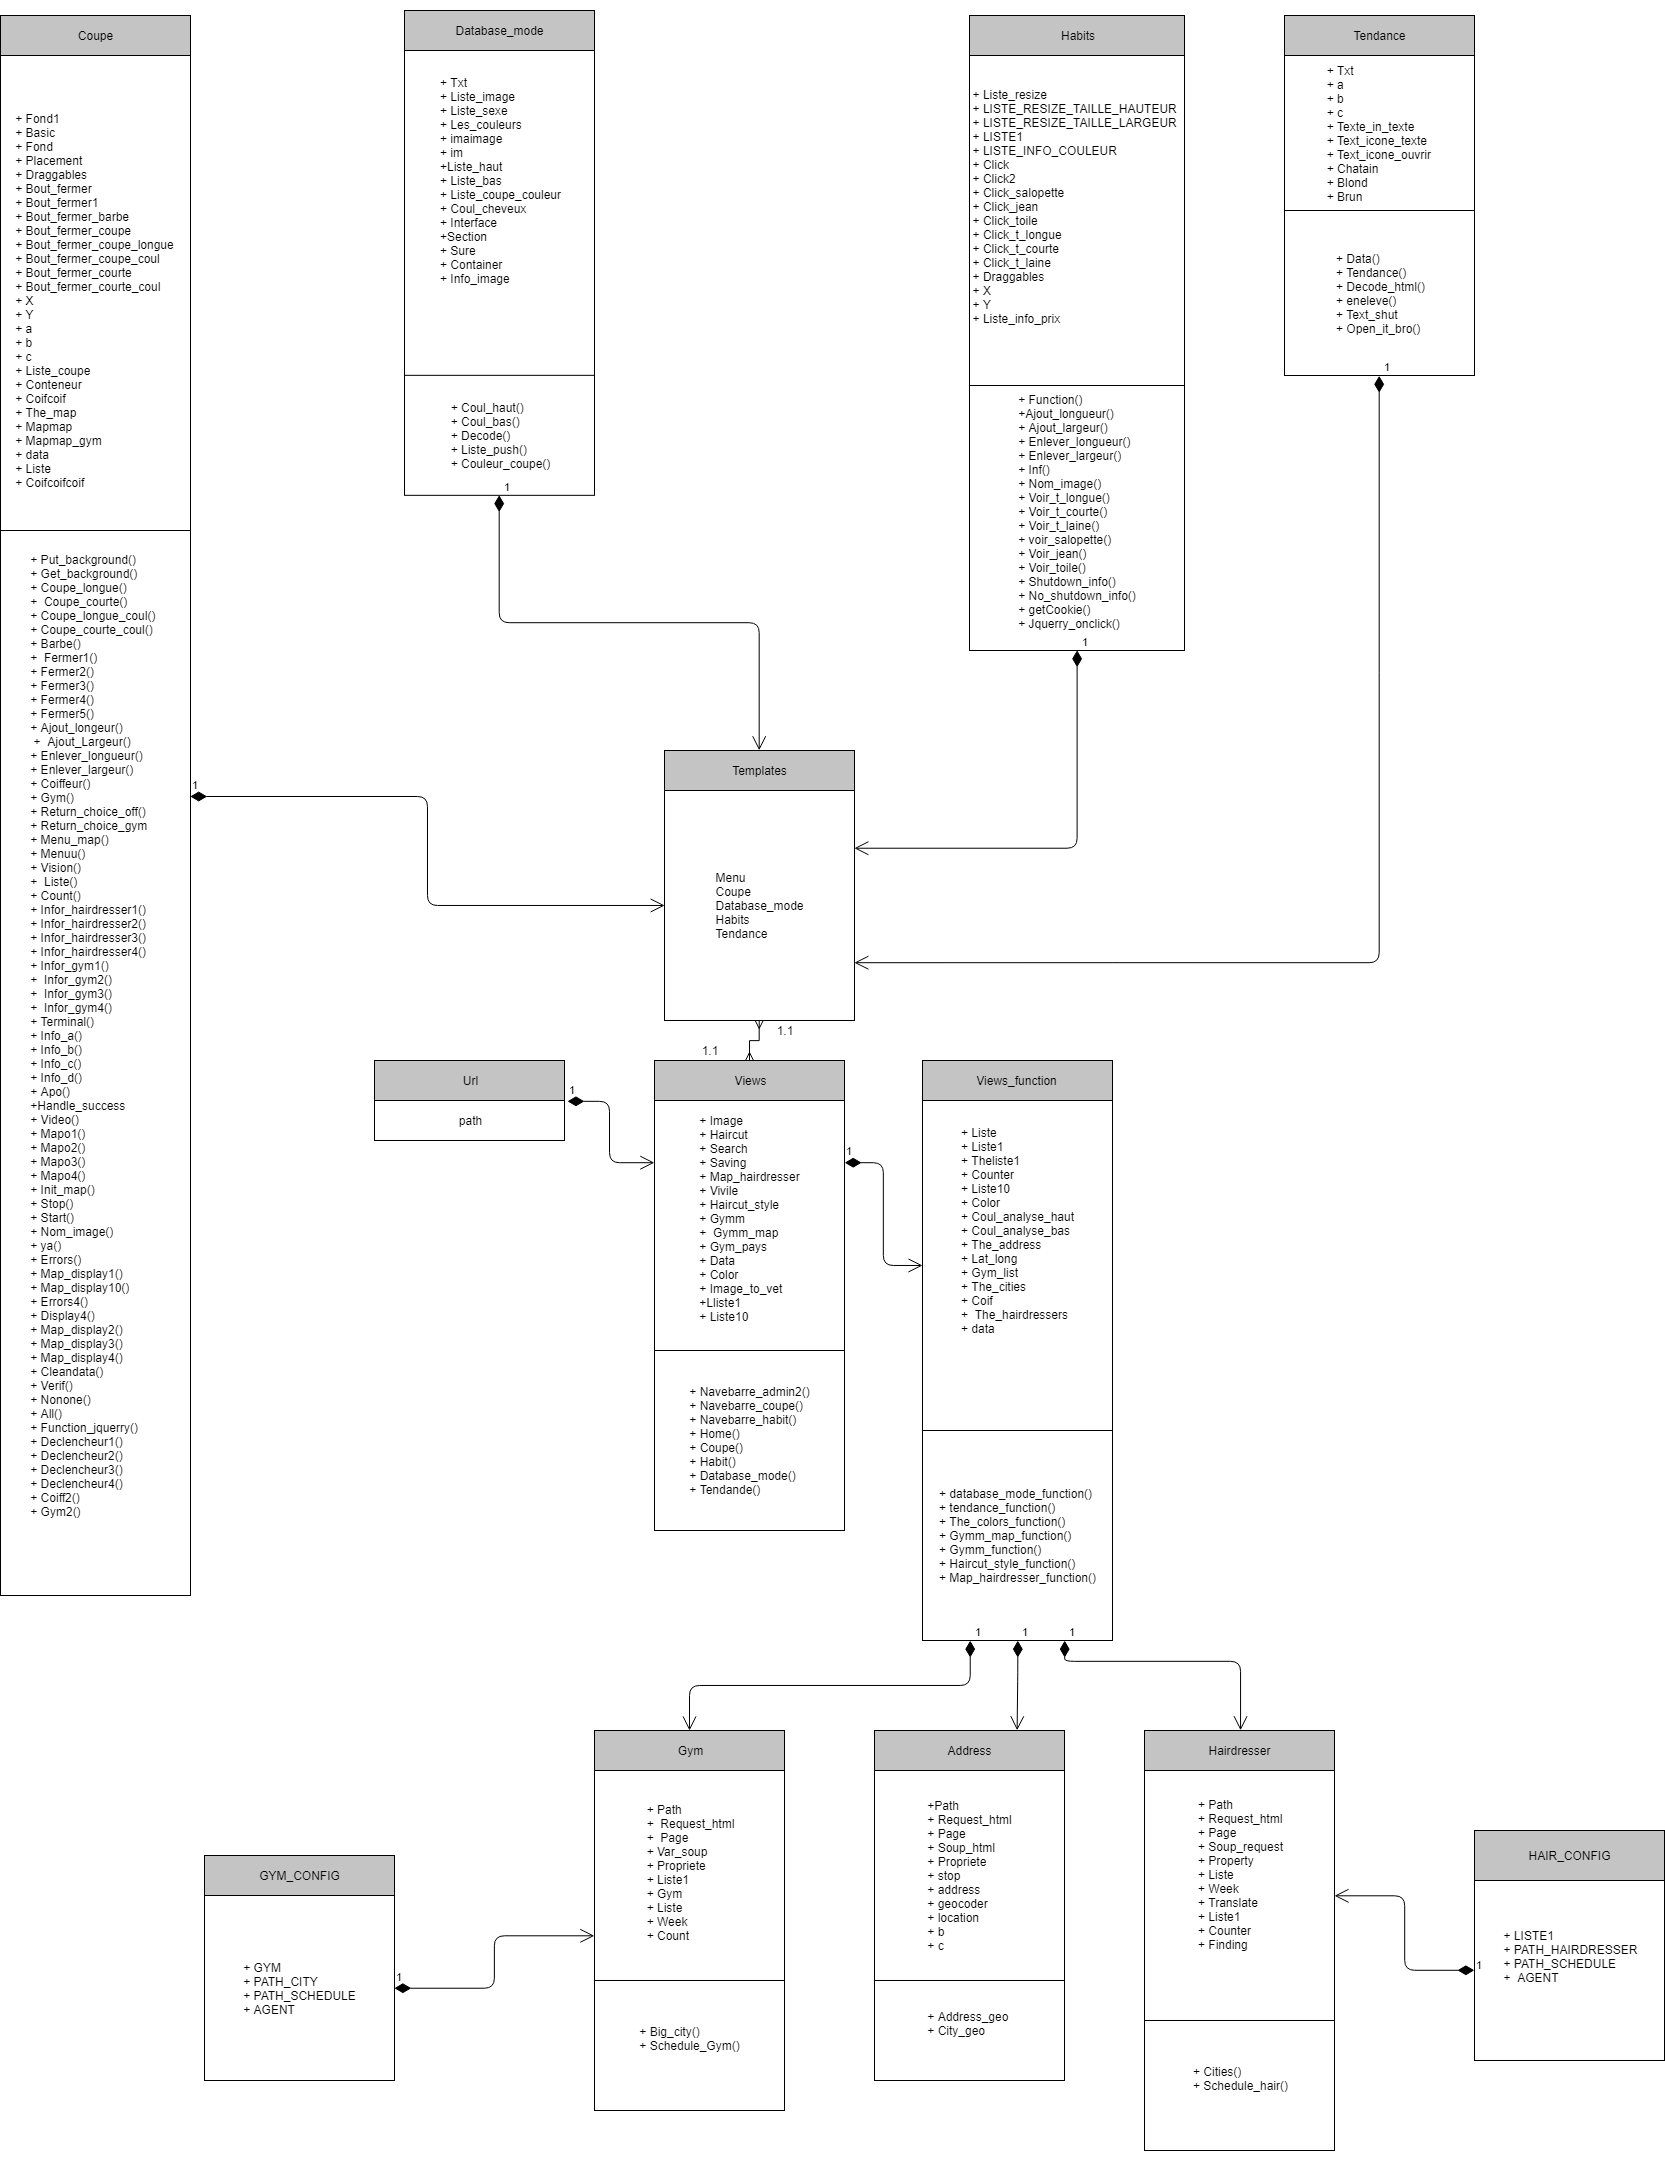 Coupe
+ Fond1
+ Basic
+ Fond
+ Placement
+ Draggables
+ Bout_fermer
+ Bout_fermer1
+ Bout_fermer_barbe
+ Bout_fermer_coupe
+ Bout_fermer_coupe_longue
+ Bout_fermer_coupe_coul
+ Bout_fermer_courte
+ Bout_fermer_courte_coul
+ X
+ Y
+ a
+ b
+ c
+ Liste_coupe
+ Conteneur
+ Coifcoif
+ The_map
+ Mapmap
+ Mapmap_gym
+ data
+ Liste
+ Coifcoifcoif
+ Put_background()
+ Get_background()
+ Coupe_longue()
+ Coupe_courte()
+ Coupe_longue_coul()
+ Coupe_courte_coul()
+ Barbe()
+ Fermer1()
+ Fermer2()
+ Fermer3()
+ Fermer4()
+ Fermer5()
+ Ajout_longeur()
+ Ajout_Largeur()
+ Enlever_longueur()
+ Enlever_largeur()
+ Coiffeur()
+ Gym()
+ Return_choice_off()
+ Return_choice_gym
+ Menu_map()
+ Menuu()
+ Vision()
+ Liste()
+ Count()
+ Infor_hairdresser1()
+ Infor_hairdresser2()
+ Infor_hairdresser3()
+ Infor_hairdresser4()
+ Infor_gym1()
+ Infor_gym2()
+ Infor_gym3()
+ Infor_gym4()
+ Terminal()
+ Info_a()
+ Info_b()
+ Info_c()
+ Info_d()
+ Apo()
+Handle_success
+ Video()
+ Mapo1()
+ Mapo2()
+ Mapo3()
+ Mapo4()
+ Init_map()
+ Stop()
+ Start()
+ Nom_image()
+ ya()
+ Errors()
+ Map_display1()
+ Map_display10()
+ Errors4()
+ Display4()
+ Map_display2()
+ Map_display3()
+ Map_display4()
+ Cleandata()
+ Verif()
+ Nonone()
+ All()
+ Function_jquerry()
+ Declencheur1()
+ Declencheur2()
+ Declencheur3()
+ Declencheur4()
+ Coiff2()
+ Gym2()
1
Database_mode
+ Txt
+ Liste_image
+ Liste_sexe
+ Les_couleurs
+ imaimage
+ im
+Liste_haut
+ Liste_bas
+ Liste_coupe_couleur
+ Coul_cheveux
+ Interface
+Section
+ Sure
+ Container
+ Info_image
+ Coul_haut()
+ Coul_bas()
+ Decode()
+ Liste_push()
+ Couleur_coupe()
1
Habits
+ Liste_resize
+ LISTE_RESIZE_TAILLE_HAUTEUR
+ LISTE_RESIZE_TAILLE_LARGEUR
+ LISTE1
+ LISTE_INFO_COULEUR
+ Click
+ Click2
+ Click_salopette
+ Click_jean
+ Click_toile
+ Click_t_longue
+ Click_t_courte
+ Click_t_laine
+ Draggables
+ X
+ Y
+ Liste_info_prix
+ Function()
+Ajout_longueur()
+ Ajout_largeur()
+ Enlever_longueur()
+ Enlever_largeur()
+ Inf()
+ Nom_image()
+ Voir_t_longue()
+ Voir_t_courte()
+ Voir_t_laine()
+ voir_salopette()
+ Voir_jean()
+ Voir_toile()
+ Shutdown_info()
+ No_shutdown_info()
+ getCookie()
+ Jquerry_onclick()
1
Tendance
+ Txt
+ a
+ b
+ c
+ Texte_in_texte
+ Text_icone_texte
+ Text_icone_ouvrir
+ Chatain
+ Blond
+ Brun
+ Data()
+ Tendance()
+ Decode_html()
+ eneleve()
+ Text_shut
+ Open_it_bro()
1
Templates
Menu
Coupe
Database_mode
Habits
Tendance
1.1
1.1
Url
path
1
Views
+ Image
+ Haircut
+ Search
+ Saving
+ Map_hairdresser
+ Vivile
+ Haircut_style
+ Gymm
+ Gymm_map
+ Gym_pays
+ Data
+ Color
+ Image_to_vet
+Lliste1
+ Liste10
+ Navebarre_admin2()
+ Navebarre_coupe()
+ Navebarre_habit()
+ Home()
+ Coupe()
+ Habit()
+ Database_mode()
+ Tendande()
1
Views_function
+ Liste
+ Liste1
+ Theliste1
+ Counter
+ Liste10
+ Color
+ Coul_analyse_haut
+ Coul_analyse_bas
+ The_address
+ Lat_long
+ Gym_list
+ The_cities
+ Coif
+ The_hairdressers
+ data
+ database_mode_function()
+ tendance_function()
+ The_colors_function()
+ Gymm_map_function()
+ Gymm_function()
+ Haircut_style_function()
+ Map_hairdresser_function()
1
1
1
Gym
+ Path
+ Request_html
+ Page
+ Var_soup
+ Propriete
+ Liste1
+ Gym
+ Liste
+ Week
+ Count
+ Big_city()
+ Schedule_Gym()
Address
+Path
+ Request_html
+ Page
+ Soup_html
+ Propriete
+ stop
+ address
+ geocoder
+ location
+ b
+ c
+ Address_geo
+ City_geo
Hairdresser
+ Path
+ Request_html
+ Page
+ Soup_request
+ Property
+ Liste
+ Week
+ Translate
+ Liste1
+ Counter
+ Finding
+ Cities()
+ Schedule_hair()
GYM_CONFIG
+ GYM
+ PATH_CITY
+ PATH_SCHEDULE
+ AGENT
1
HAIR_CONFIG
+ LISTE1
+ PATH_HAIRDRESSER
+ PATH_SCHEDULE
+ AGENT
1